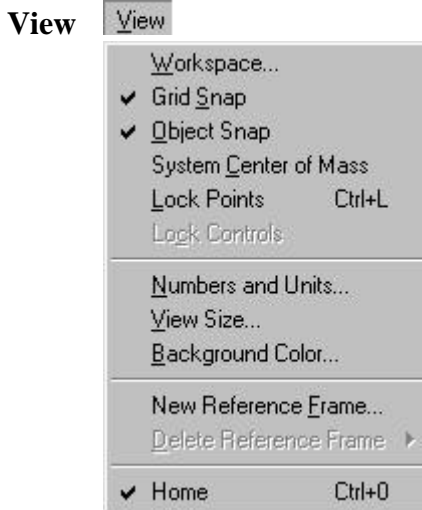 View View
Workspace...
Grid Snap
Object Snap
System Center of Mass
Lock Points Ctrl+L
Lock Controls
Numbers and Units...
View Size...
Background Color...
New Reference Frame...
Delete Reference Frame
Home Ctrl+0